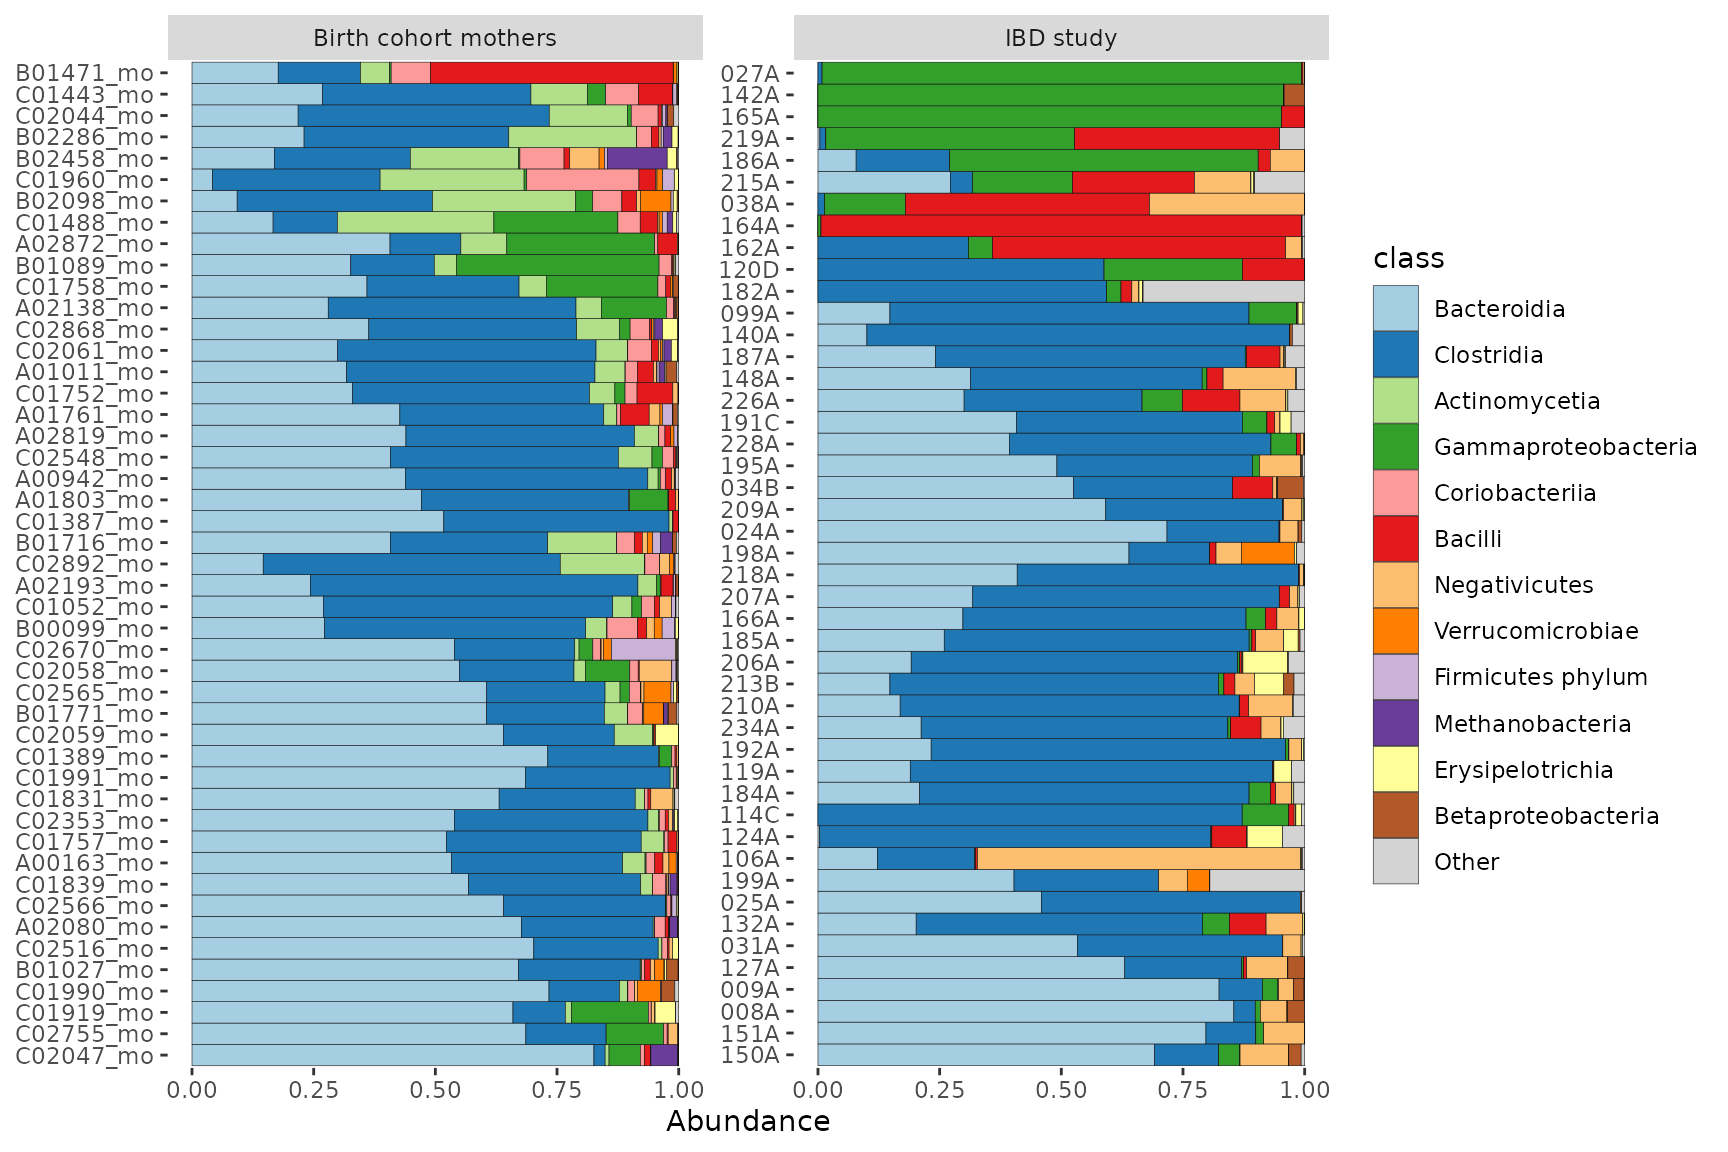 Birth cohort mothers
B01471_mo
C01443_mo
C02044_mo
B02286_mo
B02458_mo
C01960_mo
B02098_mo
C01488_mo
A02872_mo
B01089_mo
C01758_mo
A02138_mo
C02868_mo
C02061_mo
A01011_mo
C01752_mo
A01761_mo
A02819_mo
C02548_mo
A00942_mo
A01803_mo
C01387_mo
B01716_mo
C02892_mo
A02193_mo
C01052_mo
B00099_mo
C02670_mo
C02058_mo
C02565_mo
B01771_mo
C02059_mo
C01389_mo
C01991_mo
C01831_mo
C02353_mo
C01757_mo
A00163_mo
C01839_mo
C02566_mo
A02080_mo
C02516_mo
B01027_mo
C01990_mo
C01919_mo
C02755_mo
C02047_mo
0.00 0.25 0.50 0.75 1.00
IBD study
027A
142A
165A
219A
186A
215A
038A
164A
162A
120D
182A
099A
140A
187A
148A
226A
191C
228A
195A
034B
209A
024A
198A
218A
207A
166A
185A
206A
213B
210A
234A
192A
119A
184A
114C
124A
106A
199A
025A
132A
031A
127A
009A
008A
151A
150A
0.00 0.25 0.50 0.75 1.00
Abundance
class
Bacteroidia
Clostridia
Actinomycetia
Gammaproteobacteria
Coriobacteriia
Bacilli
Negativicutes
Verrucomicrobiae
Firmicutes phylum
Methanobacteria
Erysipelotrichia
Betaproteobacteria
Other